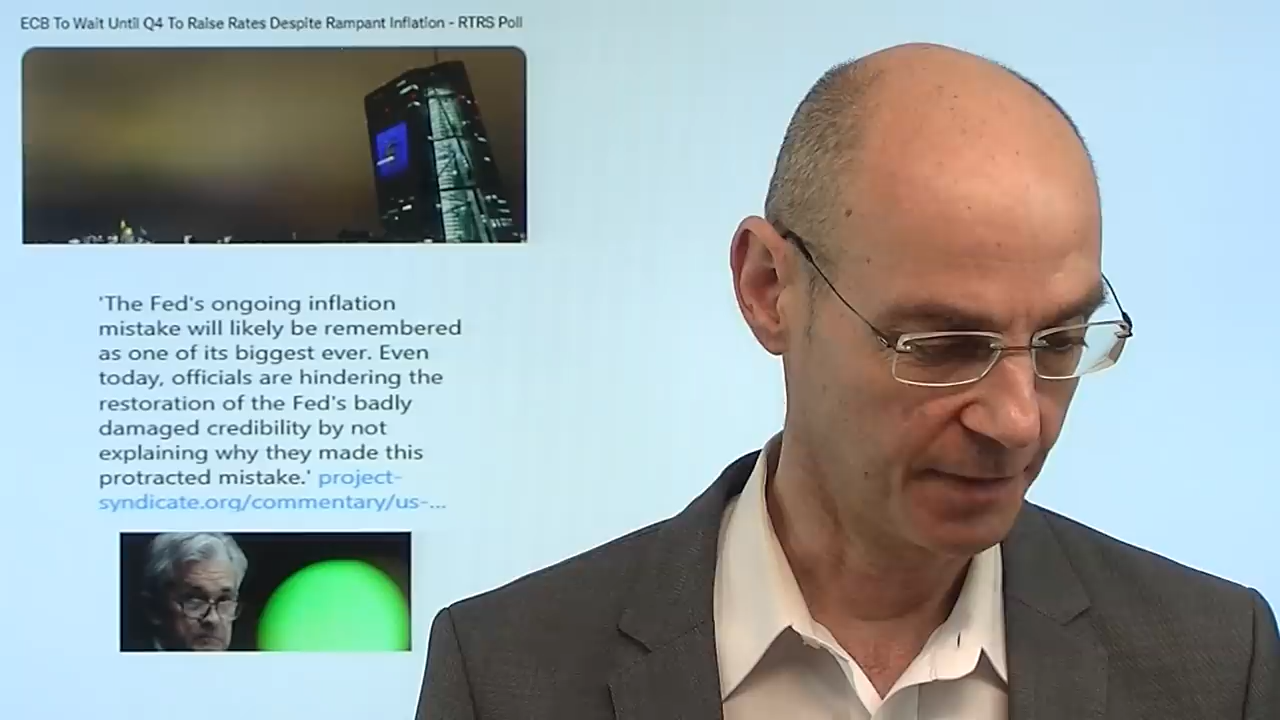 ECB To Wait Until Q4 To Raise Rates Despite Rampant Inflation - RTRS Poll
'The Fed's ongoing inflation
mistake will likely be remembered
as one of its biggest ever. Even
today, officials are hindering the
restoration of the Fed's badly
damaged credibility by not
explaining why they made this
protracted mistake.' project-
syndicate.org/commentary/us-...